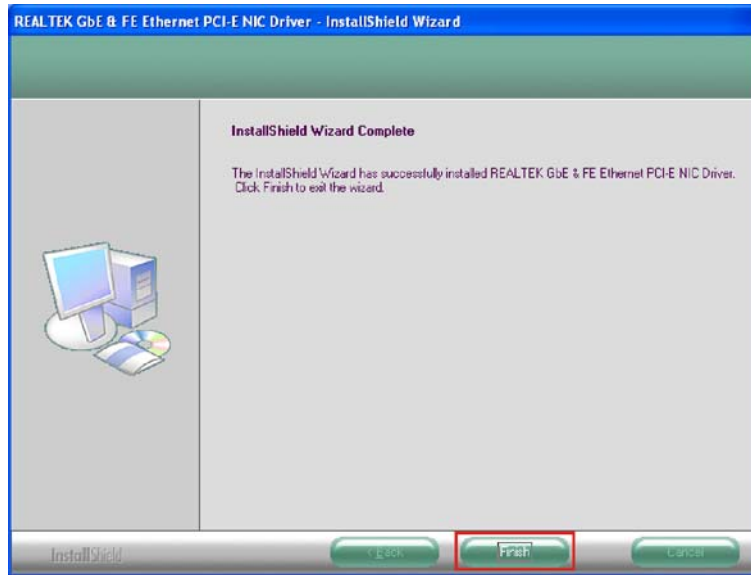 REALTEK GbE & FE Ethernet PCI-E NIC Driver - InstallShield Wizard
InstallShield Wizard Complete
The InstallShield Wizard has successfully installed REALTEK GbE & FE Ethernet PCI-E NIC Driver.
Click Finish to exit the wizard.
InstallShield
< Back
Finish
Cancel